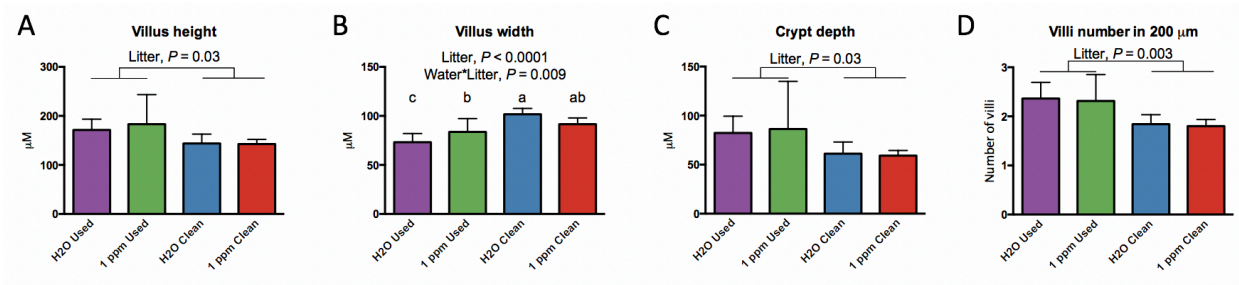 A
Villus height
Litter, P = 0.03
300
200
100
0
µM
H2O Used
1 ppm Used
H2O Clean
1 ppm Clean
B
Villus width
Litter, P < 0.0001
Water*Litter, P = 0.009
150
100
50
0
µM
c
b
a
ab
H2O Used
1 ppm Used
H2O Clean
1 ppm Clean
C
Crypt depth
Litter, P = 0.03
150
100
50
0
µM
H2O Used
1 ppm Used
H2O Clean
1 ppm Clean
D
Villi number in 200 µm
Litter, P = 0.003
3
2
1
0
Number of villi
H2O Used
1 ppm Used
H2O Clean
1 ppm Clean